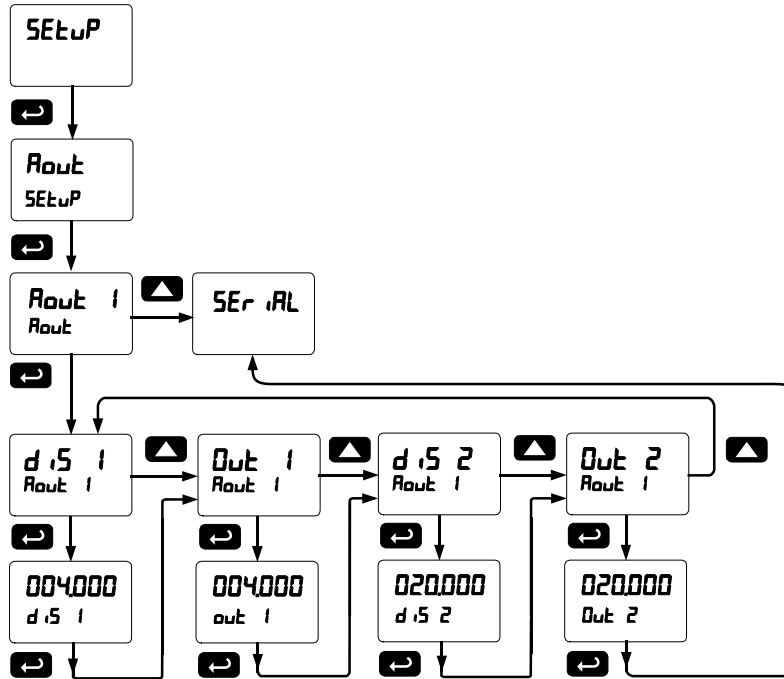 SEtuP
Aout
SEtuP
Aout 1
Aout
SEriAL
diS 1
Aout 1
Out 1
Aout 1
diS 2
Aout 1
Out 2
Aout 1
004.000
diS 1
004.000
out 1
020.000
diS 2
020.000
Out 2